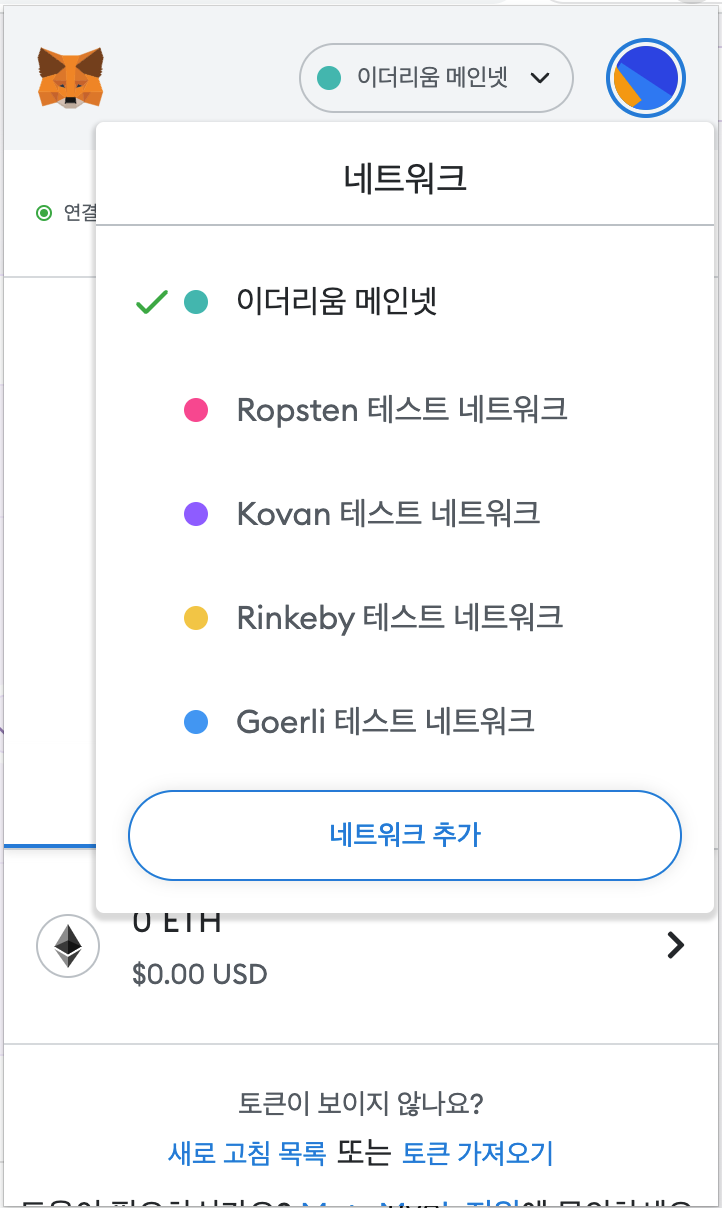 이더리움 메인넷
네트워크
연결
이더리움 메인넷
Ropsten 테스트 네트워크
Kovan 테스트 네트워크
Rinkeby 테스트 네트워크
Goerli 테스트 네트워크
네트워크 추가
0 ETH
$0.00 USD
토큰이 보이지 않나요?
새로 고침 목록 또는 토큰 가져오기